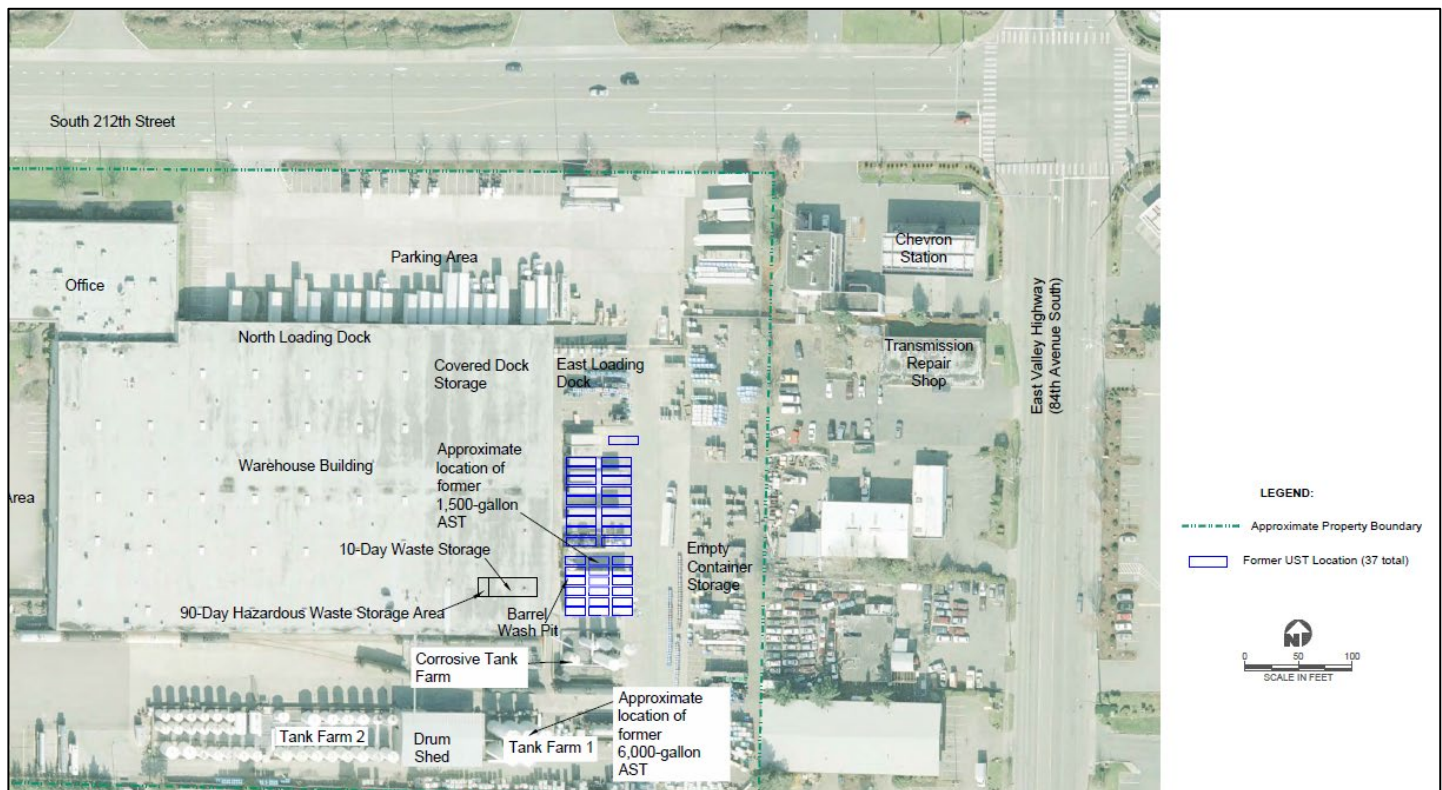 South 212th Street
Parking Area
Chevron
Station
Office
North Loading Dock
Covered Dock
Storage
East Loading
Dock
Transmission
Repair
Shop
East Valley Highway
(84th Avenue South)
Approximate
location of
former
1,500-gallon
AST
Warehouse Building
Area
10-Day Waste Storage
Empty
Container
Storage
90-Day Hazardous Waste Storage Area
Barrel
Wash Pit
Corrosive Tank
Farm
Approximate
location of
former
6,000-gallon
AST
Tank Farm 2
Drum
Shed
Tank Farm 1
LEGEND:
Approximate Property Boundary
Former UST Location (37 total)
N
0 50 100
SCALE IN FEET